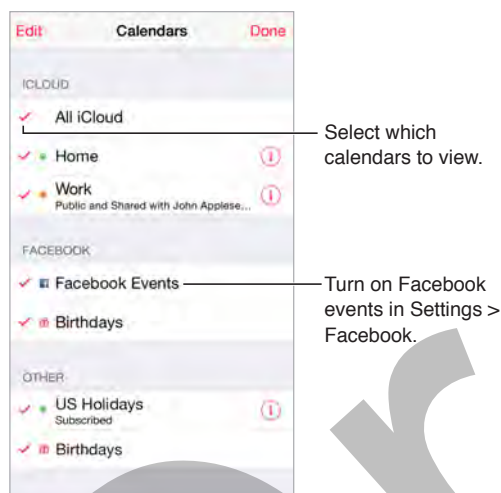 Edit Calendars Done
ICLOUD
All iCloud
Home
Work
Public and Shared with John Applese...
Select which
calendars to view.
FACEBOOK
Facebook Events
Birthdays
Turn on Facebook
events in Settings >
Facebook.
OTHER
US Holidays
Subscribed
Birthdays